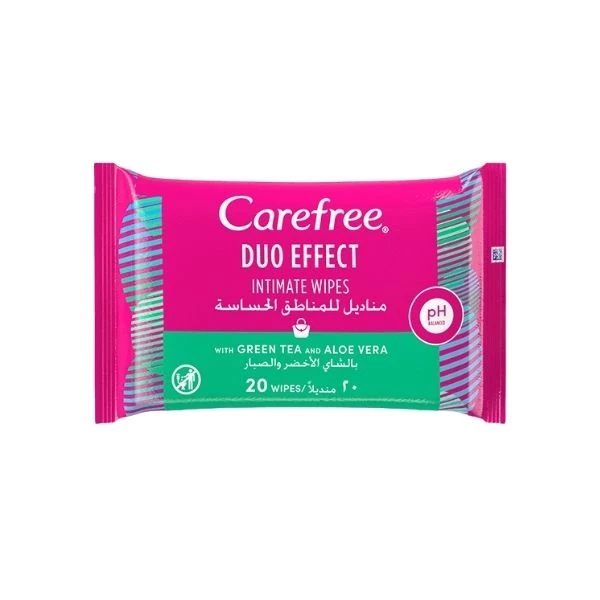 Carefree®
DUO EFFECT
INTIMATE WIPES
مناديل للمناطق الحساسة
pH
BALANCED
WITH GREEN TEA AND ALOE VERA
بالشاي الأخضر والصبار
20 WIPES/ ٢٠ منديلاً